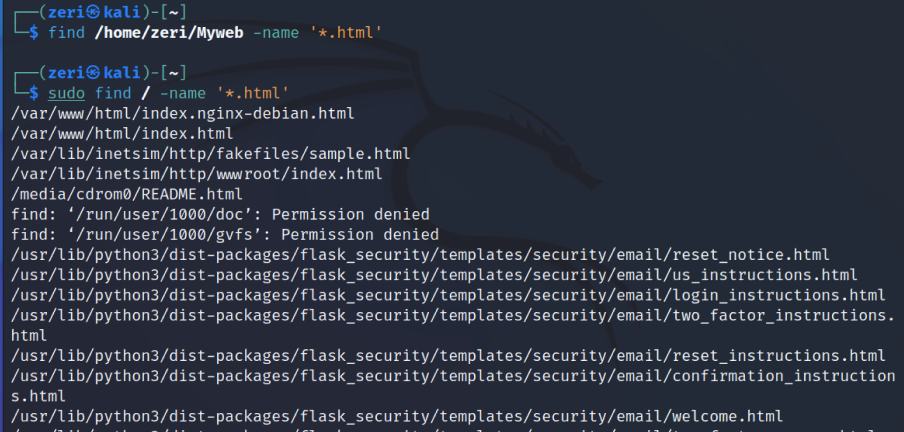 ┌──(zeri㉿kali)-[~]
└─$ find /home/zeri/Myweb -name '*.html'
┌──(zeri㉿kali)-[~]
└─$ sudo find / -name '*.html'
/var/www/html/index.nginx-debian.html
/var/www/html/index.html
/var/lib/inetsim/http/fakefiles/sample.html
/var/lib/inetsim/http/wwwroot/index.html
/media/cdrom0/README.html
find: ‘/run/user/1000/doc’: Permission denied
find: ‘/run/user/1000/gvfs’: Permission denied
/usr/lib/python3/dist-packages/flask_security/templates/security/email/reset_notice.html
/usr/lib/python3/dist-packages/flask_security/templates/security/email/us_instructions.html
/usr/lib/python3/dist-packages/flask_security/templates/security/email/login_instructions.html
/usr/lib/python3/dist-packages/flask_security/templates/security/email/two_factor_instructions.
html
/usr/lib/python3/dist-packages/flask_security/templates/security/email/reset_instructions.html
/usr/lib/python3/dist-packages/flask_security/templates/security/email/confirmation_instruction
s.html
/usr/lib/python3/dist-packages/flask_security/templates/security/email/welcome.html